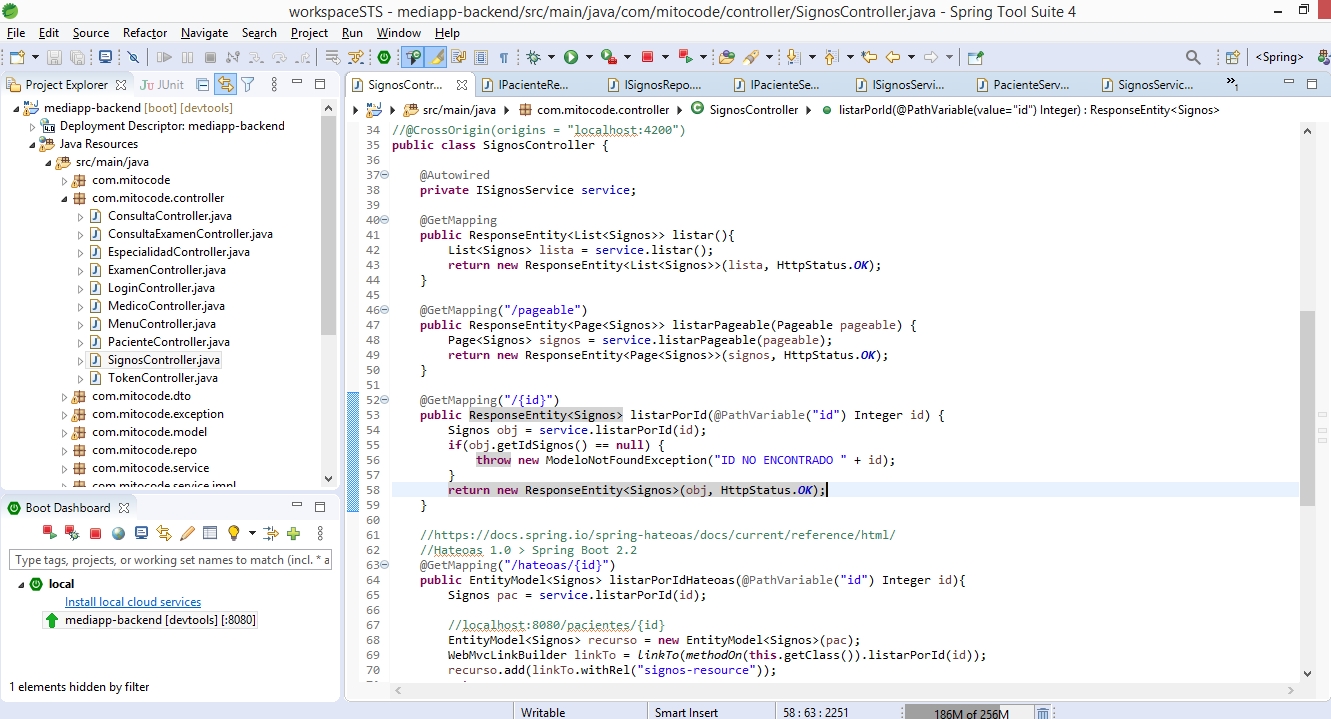 workspaceSTS - mediapp-backend/src/main/java/com/mitocode/controller/SignosController.java - Spring Tool Suite 4
File Edit Source Refactor Navigate Search Project Run Window Help
<Spring>
Project Explorer JUnit
mediapp-backend [boot] [devtools]
Deployment Descriptor: mediapp-backend
Java Resources
src/main/java
com.mitocode
com.mitocode.controller
ConsultaController.java
ConsultaExamenController.java
EspecialidadController.java
ExamenController.java
LoginController.java
MedicoController.java
MenuController.java
PacienteController.java
SignosController.java
TokenController.java
com.mitocode.dto
com.mitocode.exception
com.mitocode.model
com.mitocode.repo
com.mitocode.service
com.mitocode.service.impl
Boot Dashboard
Type tags, projects, or working set names to match (incl. * a
local
Install local cloud services
mediapp-backend [devtools] [:8080]
1 elements hidden by filter
SignosContr... IPacienteRe... ISignosRepo.... IPacienteSe... ISignosServi... PacienteServ... SignosServic... »1
src/main/java com.mitocode.controller SignosController listarPorId(@PathVariable(value="id") Integer) : ResponseEntity<Signos>
34 //@CrossOrigin(origins = "localhost:4200")
35 public class SignosController {
36
37 @Autowired
38 private ISignosService service;
39
40 @GetMapping
41 public ResponseEntity<List<Signos>> listar(){
42 List<Signos> lista = service.listar();
43 return new ResponseEntity<List<Signos>>(lista, HttpStatus.OK);
44 }
45
46 @GetMapping("/pageable")
47 public ResponseEntity<Page<Signos>> listarPageable(Pageable pageable) {
48 Page<Signos> signos = service.listarPageable(pageable);
49 return new ResponseEntity<Page<Signos>>(signos, HttpStatus.OK);
50 }
51
52 @GetMapping("/{id}")
53 public ResponseEntity<Signos> listarPorId(@PathVariable("id") Integer id) {
54 Signos obj = service.listarPorId(id);
55 if(obj.getIdSignos() == null) {
56 throw new ModeloNotFoundException("ID NO ENCONTRADO " + id);
57 }
58 return new ResponseEntity<Signos>(obj, HttpStatus.OK);
59 }
60
61 //https://docs.spring.io/spring-hateoas/docs/current/reference/html/
62 //Hateoas 1.0 > Spring Boot 2.2
63 @GetMapping("/hateoas/{id}")
64 public EntityModel<Signos> listarPorIdHateoas(@PathVariable("id") Integer id){
65 Signos pac = service.listarPorId(id);
66
67 //localhost:8080/pacientes/{id}
68 EntityModel<Signos> recurso = new EntityModel<Signos>(pac);
69 WebMvcLinkBuilder linkTo = linkTo(methodOn(this.getClass()).listarPorId(id));
70 recurso.add(linkTo.withRel("signos-resource"));
Writable Smart Insert 58 : 63 : 2251 186M of 256M